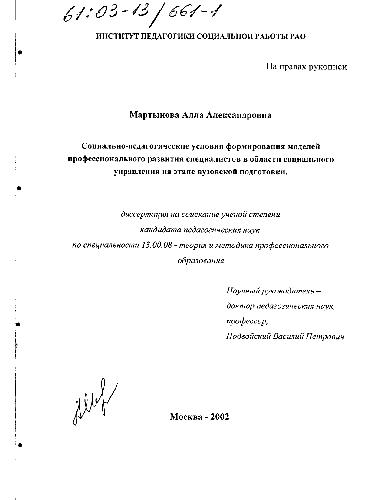 61:03-13/661-1
ИНСТИТУТ ПЕДАГОГИКИ СОЦИАЛЬНОЙ РАБОТЫ РАО
На правах рукописи
Мартынова Алла Александровна
Социально-педагогические условия формирования моделей
профессионального развития специалистов в области социального
управления на этапе вузовской подготовки.
диссертация на соискание ученой степени
кандидата педагогических наук
по специальности 13.00.08 - теория и методика профессионального
образования
Научный руководитель –
доктор педагогических наук,
профессор,
Подвойский Василий Петрович
Москва - 2002